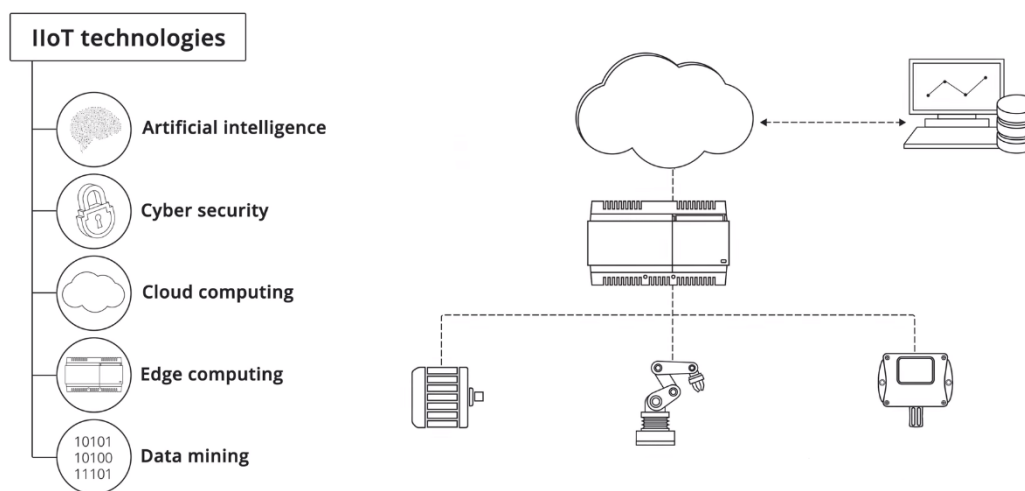 IIoT technologies
Artificial intelligence
Cyber security
Cloud computing
Edge computing
10101
10100
11101
Data mining